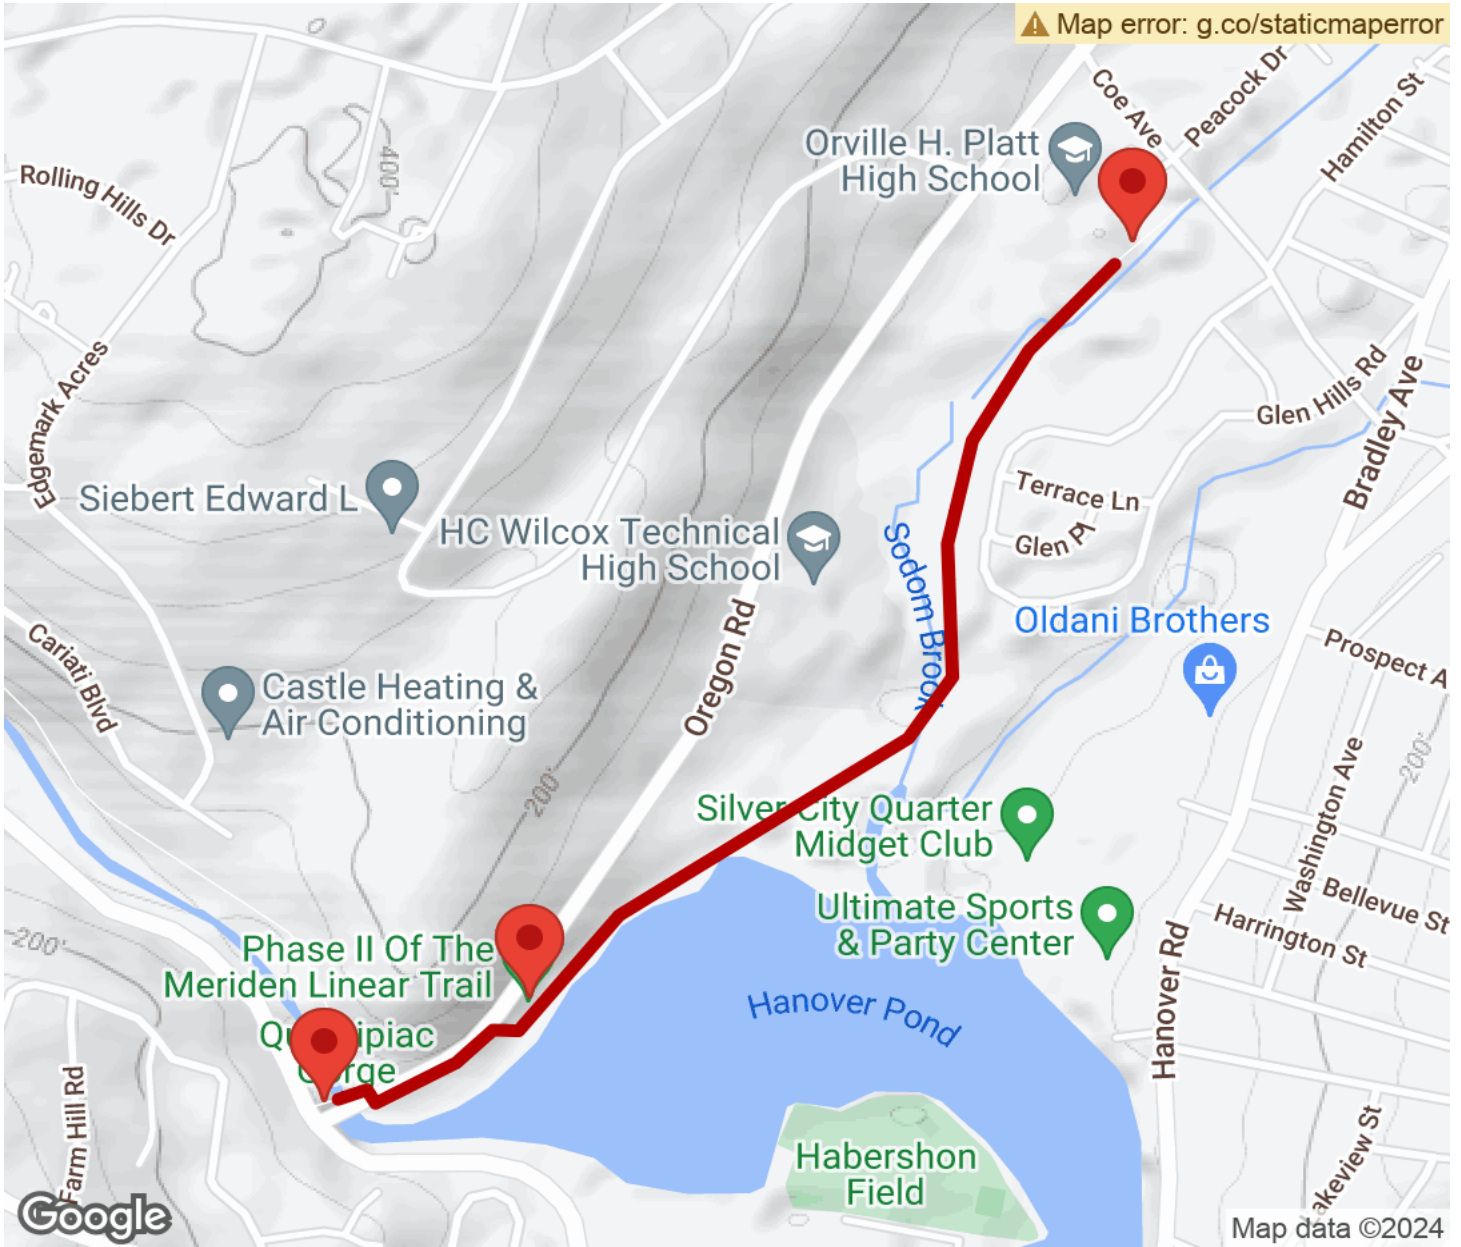 Map error: g.co/staticmaperror
Coe Ave
Peacock Dr
Hamilton St
Orville H. Platt
High School
400'
Rolling Hills Dr
Edgemark Acres
Glen Hills Rd
Bradley Ave
Siebert Edward L
HC Wilcox Technical
High School
Terrace Ln
Glen Pl
Sodom Brook
Oldani Brothers
Prospect A
Cariati Blvd
Castle Heating &
Air Conditioning
Oregon Rd
200'
200'
Washington Ave
Silver City Quarter
Midget Club
Bellevue St
Harrington St
Ultimate Sports
& Party Center
200'
Phase II Of The
Meriden Linear Trail
Hanover Pond
Hanover Rd
Farm Hill Rd
Habershon
Field
Google
Map data ©2024